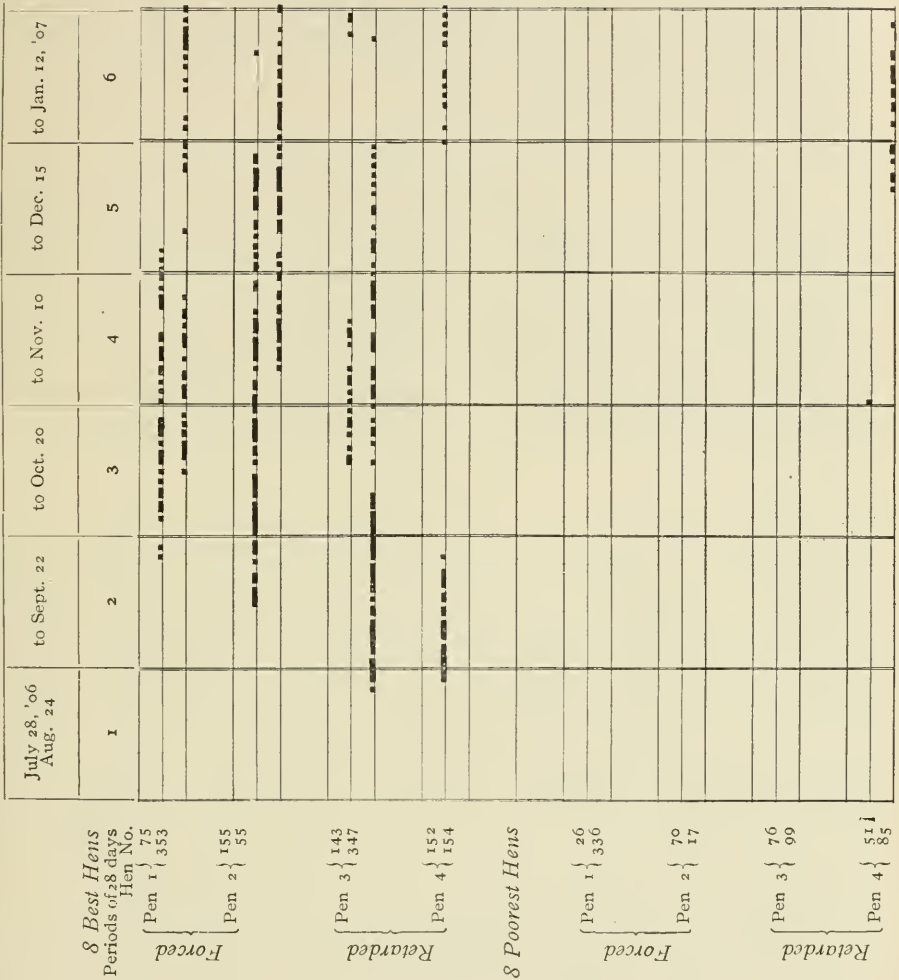 July 28, '06 Aug. 24
to Sept. 22
to Oct. 20
to Nov. 10
to Dec. 15
to Jan. 12, '07
8 Best Hens
Periods of 28 days
1 2 3 4 5 6
Hen No.
Forced
Pen 1 { 75
353
Pen 2 { 155
55
Retarded
Pen 3 { 143
347
Pen 4 { 152
154
8 Poorest Hens
Forced
Pen 1 { 26
336
Pen 2 { 70
17
Retarded
Pen 3 { 76
99
Pen 4 { 51
85